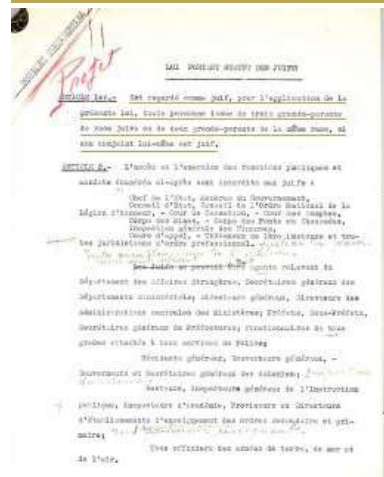 Projet
LOI PORTANT STATUT DES JUIFS
ARTICLE 1er.- Est regardé comme juif, pour l'application de la
présente loi, toute personne issue de trois grands-parents
de race juive ou de deux grands-parents de la même race, si
son conjoint lui-même est juif.
ARTICLE 2.- L'accès et l'exercice des fonctions publiques et
mandats énumérés ci-après sont interdits aux juifs :
Chef de l'Etat, Membres du Gouvernement,
Conseil d'Etat, Conseil de l'Ordre National de la
Légion d'honneur, - Cour de Cassation, - Cour des Comptes,
Corps des Mines, - Corps des Ponts et Chaussées,
Inspection générale des Finances,
Cours d'appel, - Tribunaux de 1ère instance et tou-
tes juridictions d'ordre professionnel.
Les Juifs ne peuvent être agents relevant du
Département des Affaires Etrangères, Secrétaires généraux des
Départements ministériels; directeurs généraux, Directeurs des
Administrations centrales des Ministères; Préfets, Sous-Préfets,
Secrétaires généraux de Préfectures; fonctionnaires de tous
grades attachés à tous services de Police;
Résidents généraux, Gouverneurs généraux, -
Gouverneurs et Secrétaires généraux des colonies;
Recteurs, Inspecteurs généraux de l'Instruction
publique, Inspecteurs d'académie, Proviseurs et Directeurs
d'établissements d'enseignement des ordres secondaire et pri-
maire;
Tous officiers des armées de terre, de mer et
de l'air.